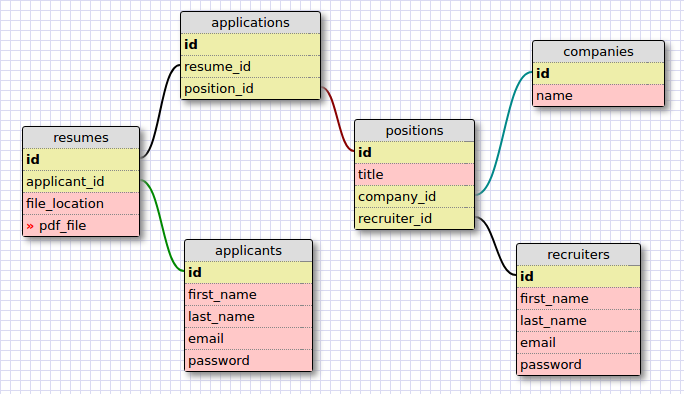 applications
id
resume_id
position_id
companies
id
name
resumes
id
applicant_id
file_location
» pdf_file
positions
id
title
company_id
recruiter_id
applicants
id
first_name
last_name
email
password
recruiters
id
first_name
last_name
email
password